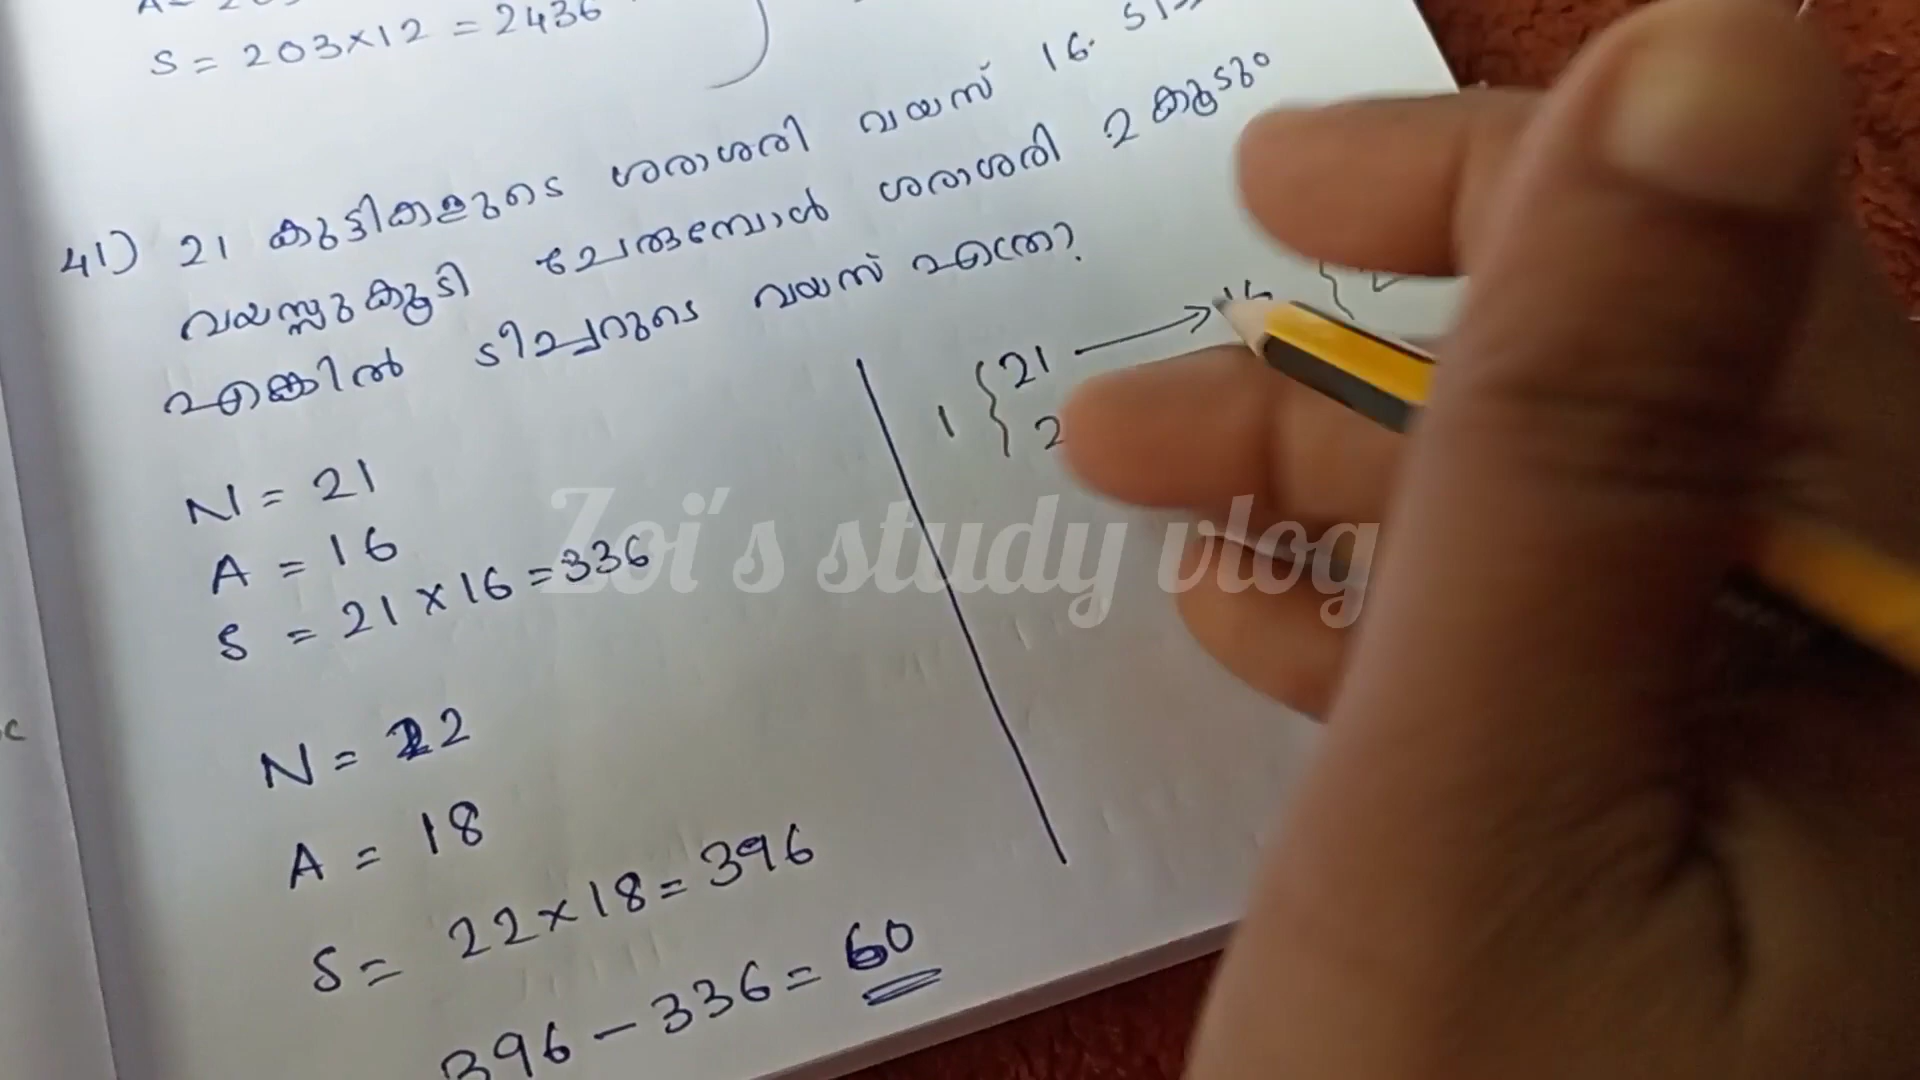 S = 203×12 = 2436
41) 21 കുട്ടികളുടെ ശരാശരി വയസ് 16.
വയസ്സുകൂടി ചേരുമ്പോൾ ശരാശരി 2 കൂടും
എങ്കിൽ ടീച്ചറുടെ വയസ് എത്ര?
N = 21
A = 16
S = 21 × 16 = 336
N = 22
A = 18
S = 22×18 = 396
396 – 336 = 60
1 { 21 → 16
Zoi's study vlog